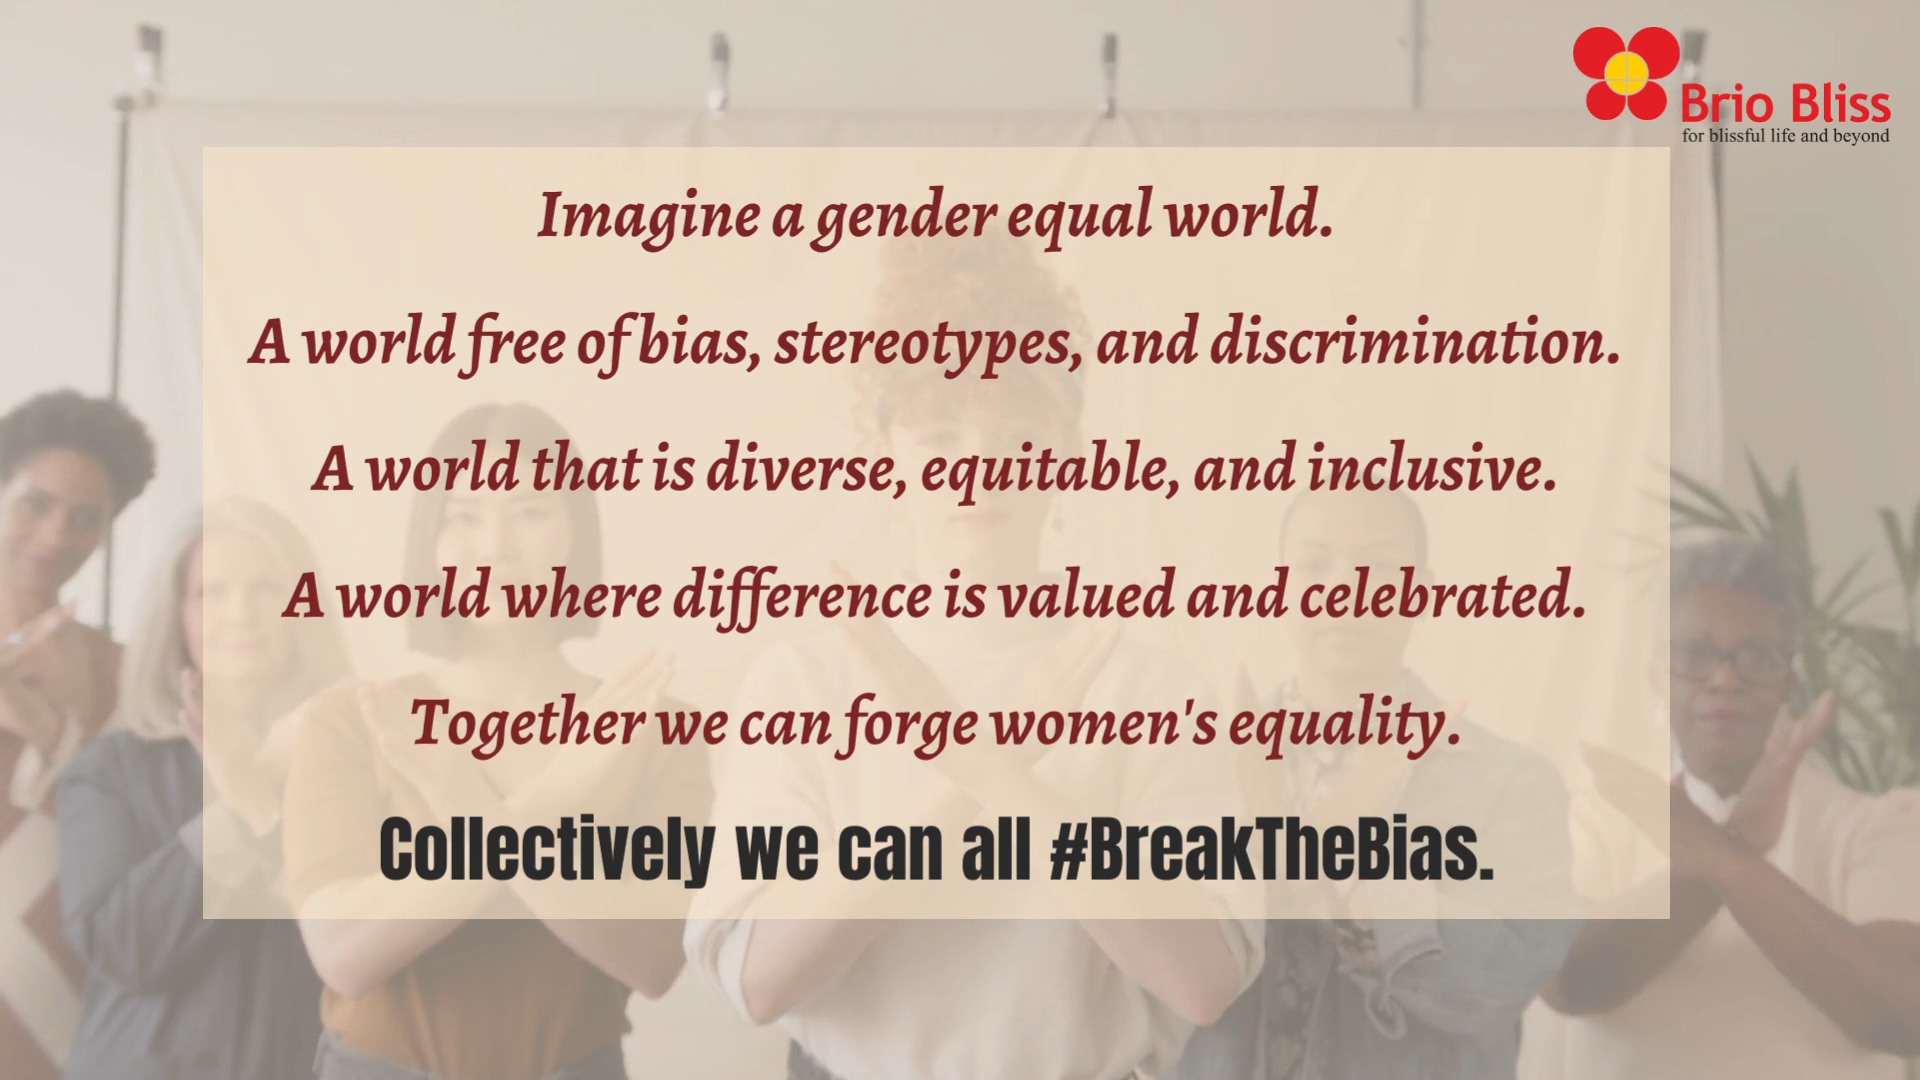 Brio Bliss
for blissful life and beyond
Imagine a gender equal world.
A world free of bias, stereotypes, and discrimination.
A world that is diverse, equitable, and inclusive.
A world where difference is valued and celebrated.
Together we can forge women's equality.
Collectively we can all #BreakTheBias.